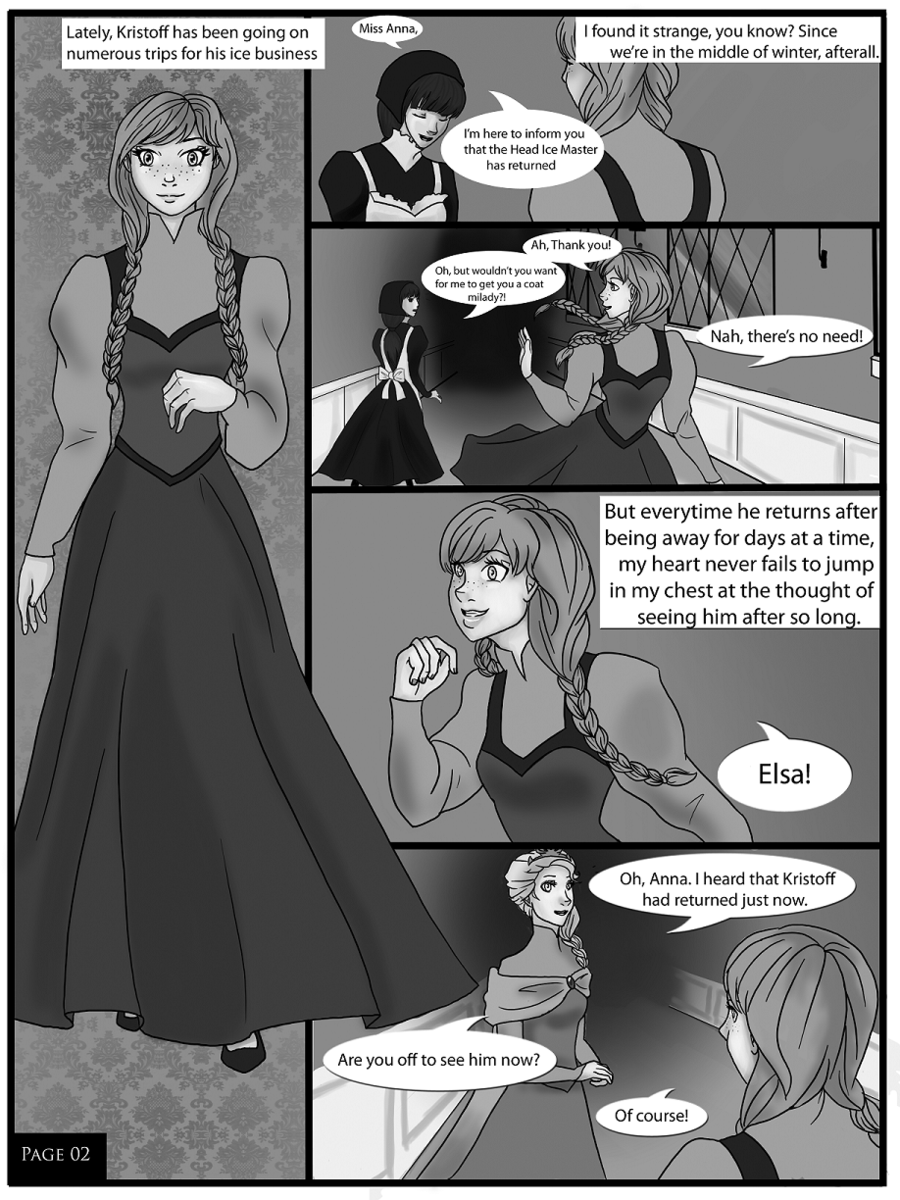 Lately, Kristoff has been going on
numerous trips for his ice business
Miss Anna,
I found it strange, you know? Since
we're in the middle of winter, afterall.
I'm here to inform you
that the Head Ice Master
has returned
Ah, Thank you!
Oh, but wouldn't you want
for me to get you a coat
milady?!
Nah, there's no need!
But everytime he returns after
being away for days at a time,
my heart never fails to jump
in my chest at the thought of
seeing him after so long.
Elsa!
Oh, Anna. I heard that Kristoff
had returned just now.
Are you off to see him now?
Of course!
Page 02